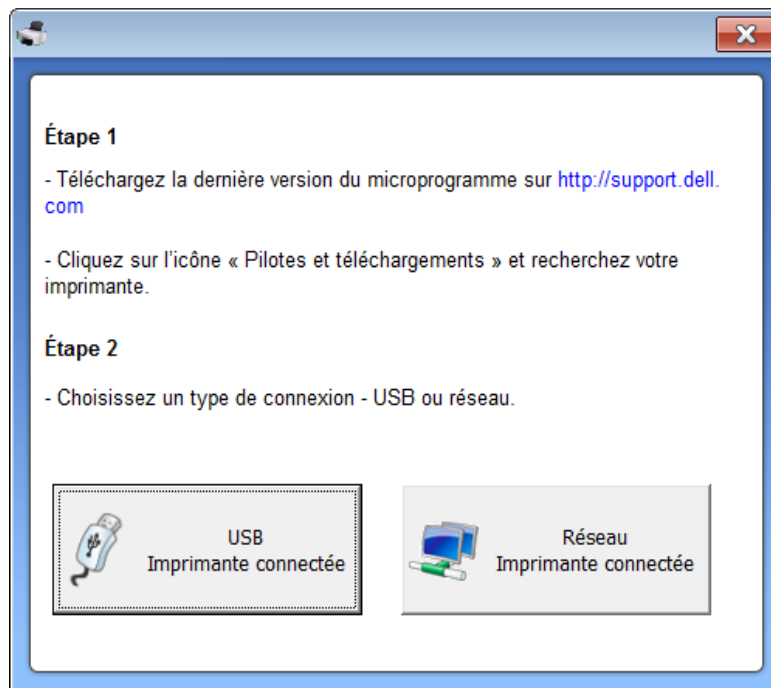 Étape 1
- Téléchargez la dernière version du microprogramme sur http://support.dell.
com
- Cliquez sur l'icône « Pilotes et téléchargements » et recherchez votre
imprimante.
Étape 2
- Choisissez un type de connexion - USB ou réseau.
USB
Imprimante connectée
Réseau
Imprimante connectée